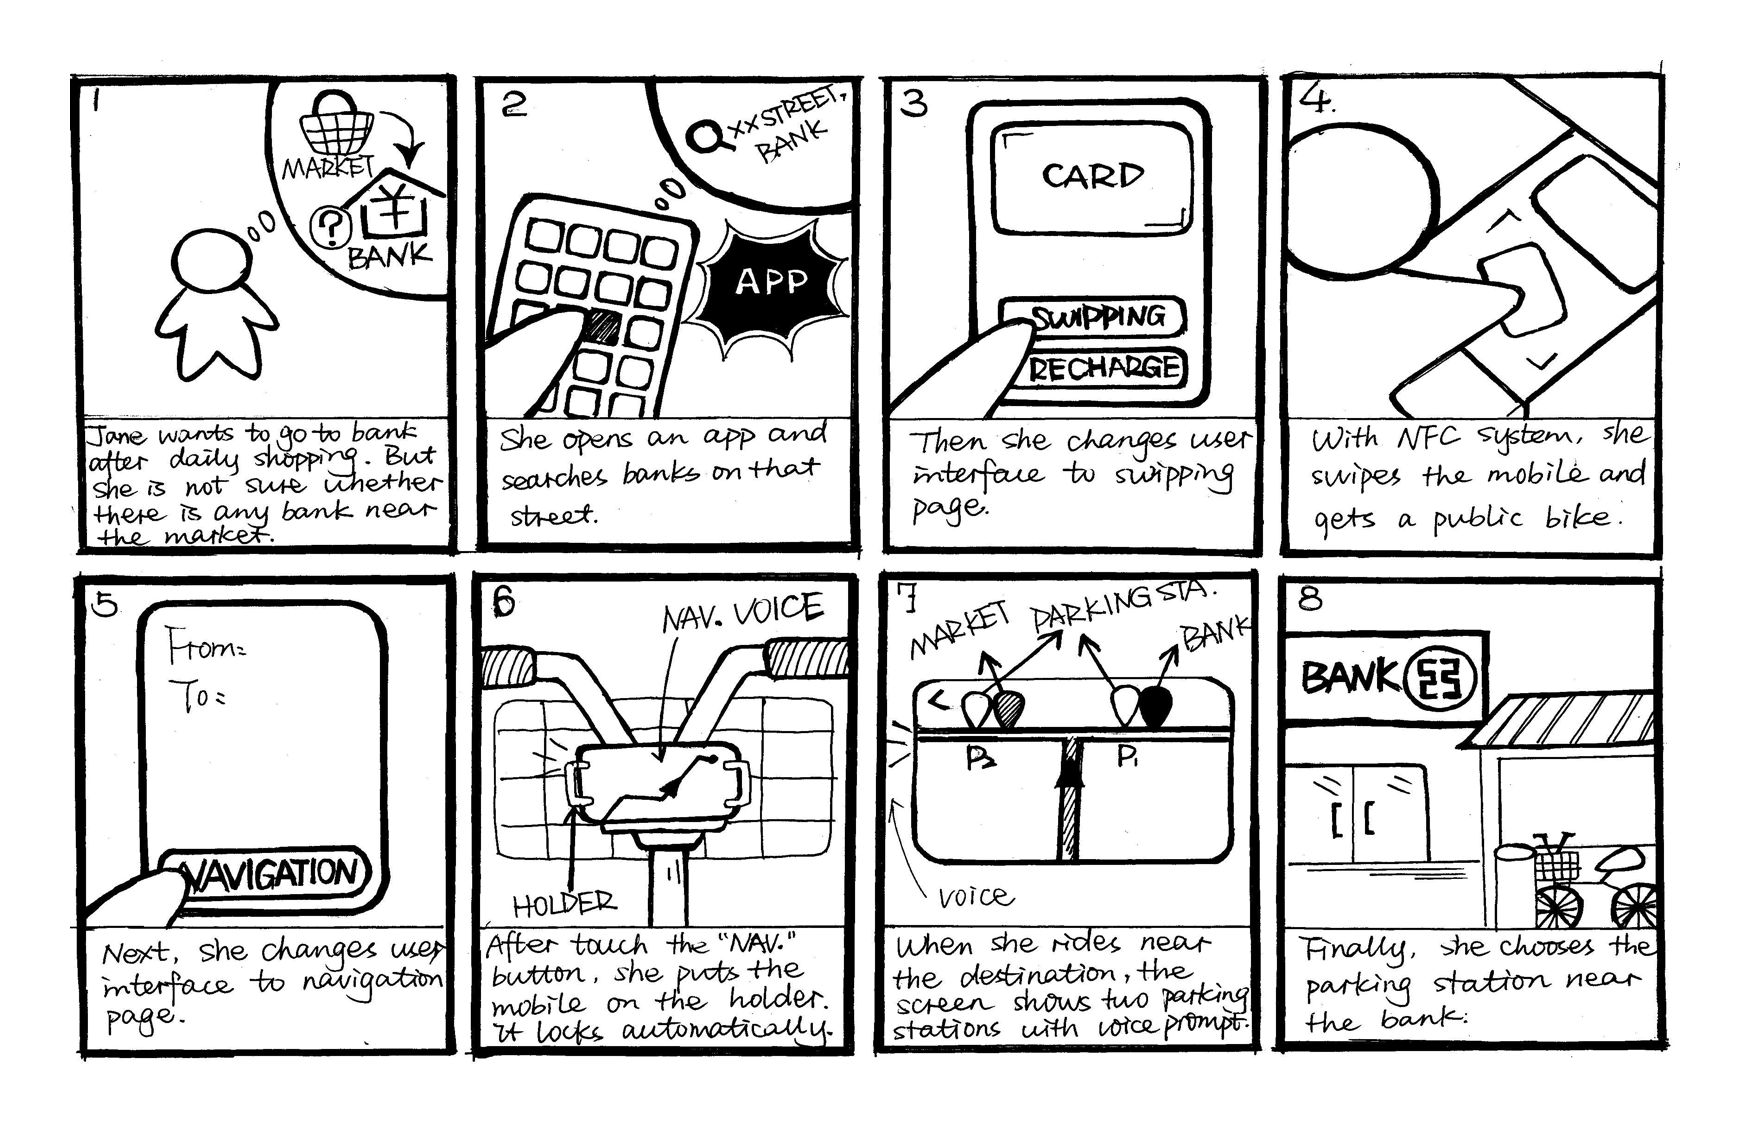 1
MARKET
¥
?
BANK
Jane wants to go to bank
after daily shopping. But
she is not sure whether
there is any bank near
the market.
2
XX STREET,
BANK
APP
She opens an app and
searches banks on that
street.
3
CARD
SWIPPING
RECHARGE
Then she changes user
interface to swipping
page.
4.
With NFC system, she
swipes the mobile and
gets a public bike.
5
From:
To:
NAVIGATION
Next, she changes user
interface to navigation
page.
6
NAV. VOICE
HOLDER
After touch the "NAV."
button, she puts the
mobile on the holder.
it locks automatically.
7
MARKET PARKING STA.
BANK
P2 P1
voice
When she rides near
the destination, the
screen shows two parking
stations with voice prompt.
8
BANK
Finally, she chooses the
parking station near
the bank.